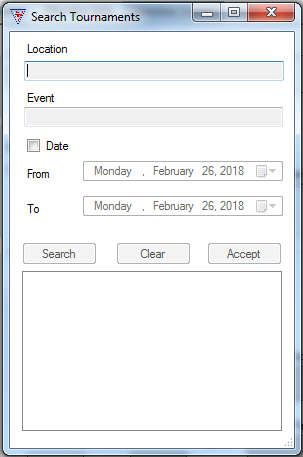 Search Tournaments
Location
Event
Date
From Monday , February 26, 2018
To Monday , February 26, 2018
Search Clear Accept